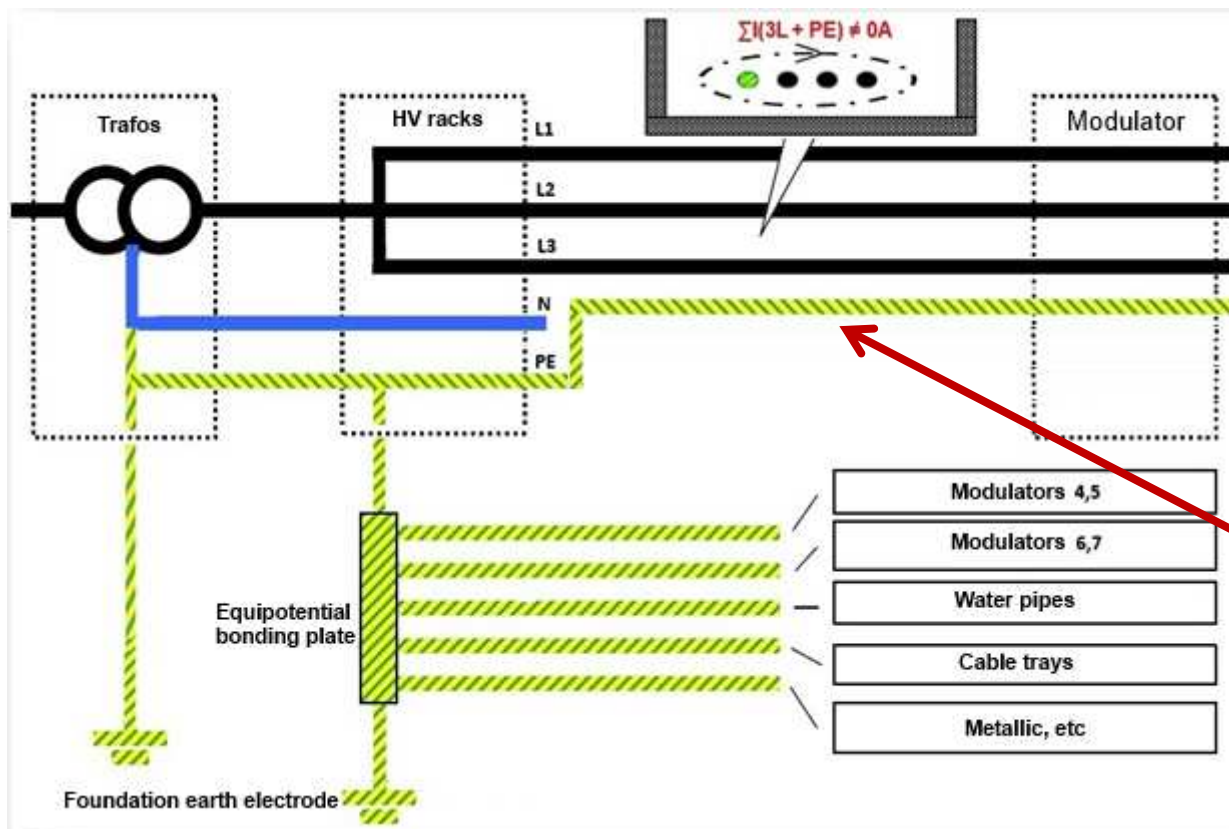 ∑I(3L + PE) ≠ 0A
Trafos
HV racks
Modulator
L1
L2
L3
N
PE
Modulators 4,5
Modulators 6,7
Water pipes
Cable trays
Metallic, etc
Equipotential
bonding plate
Foundation earth electrode